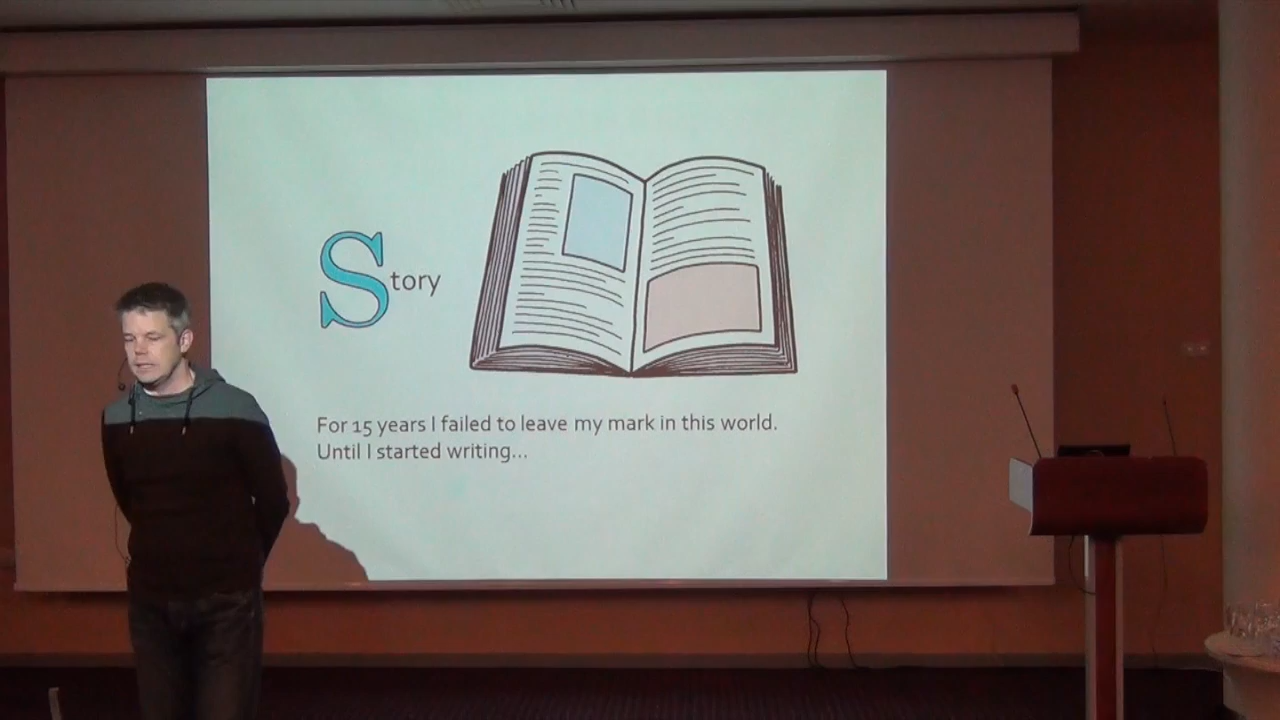 Story
For 15 years I failed to leave my mark in this world.
Until I started writing...